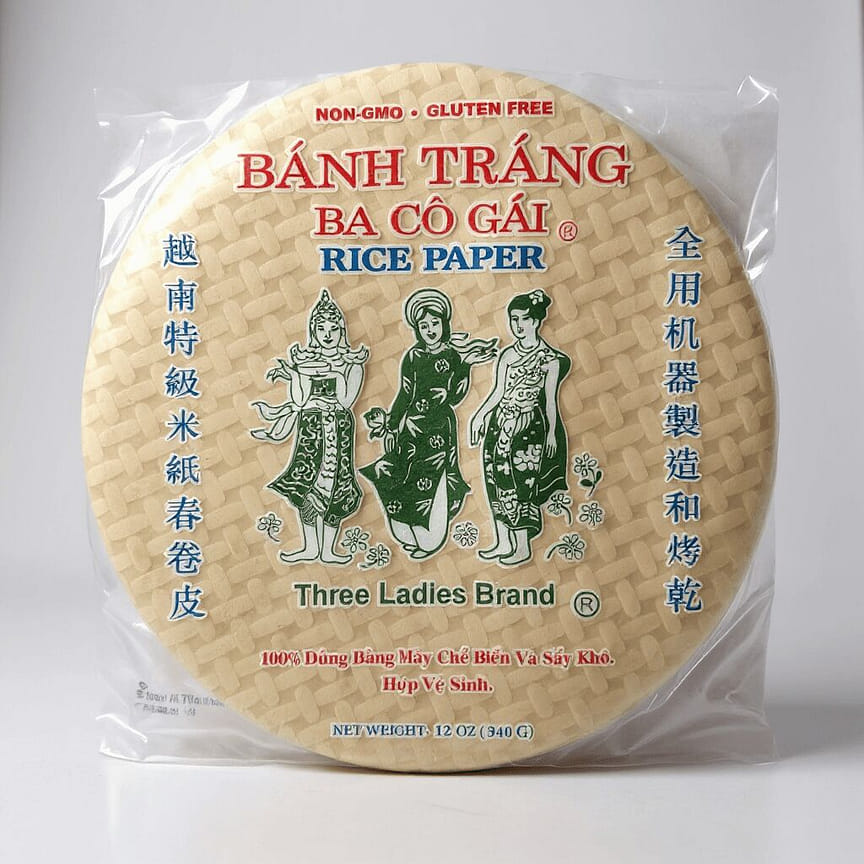 NON-GMO • GLUTEN FREE
BÁNH TRÁNG
BA CÔ GÁI ®
RICE PAPER
越南特級米紙春卷皮
全用机器製造和烤乾
Three Ladies Brand ®
100% Dúng Bằng Máy Chế Biến Và Sấy Khô.
Hụp Vệ Sinh.
NET WEIGHT: 12 OZ (340 G)